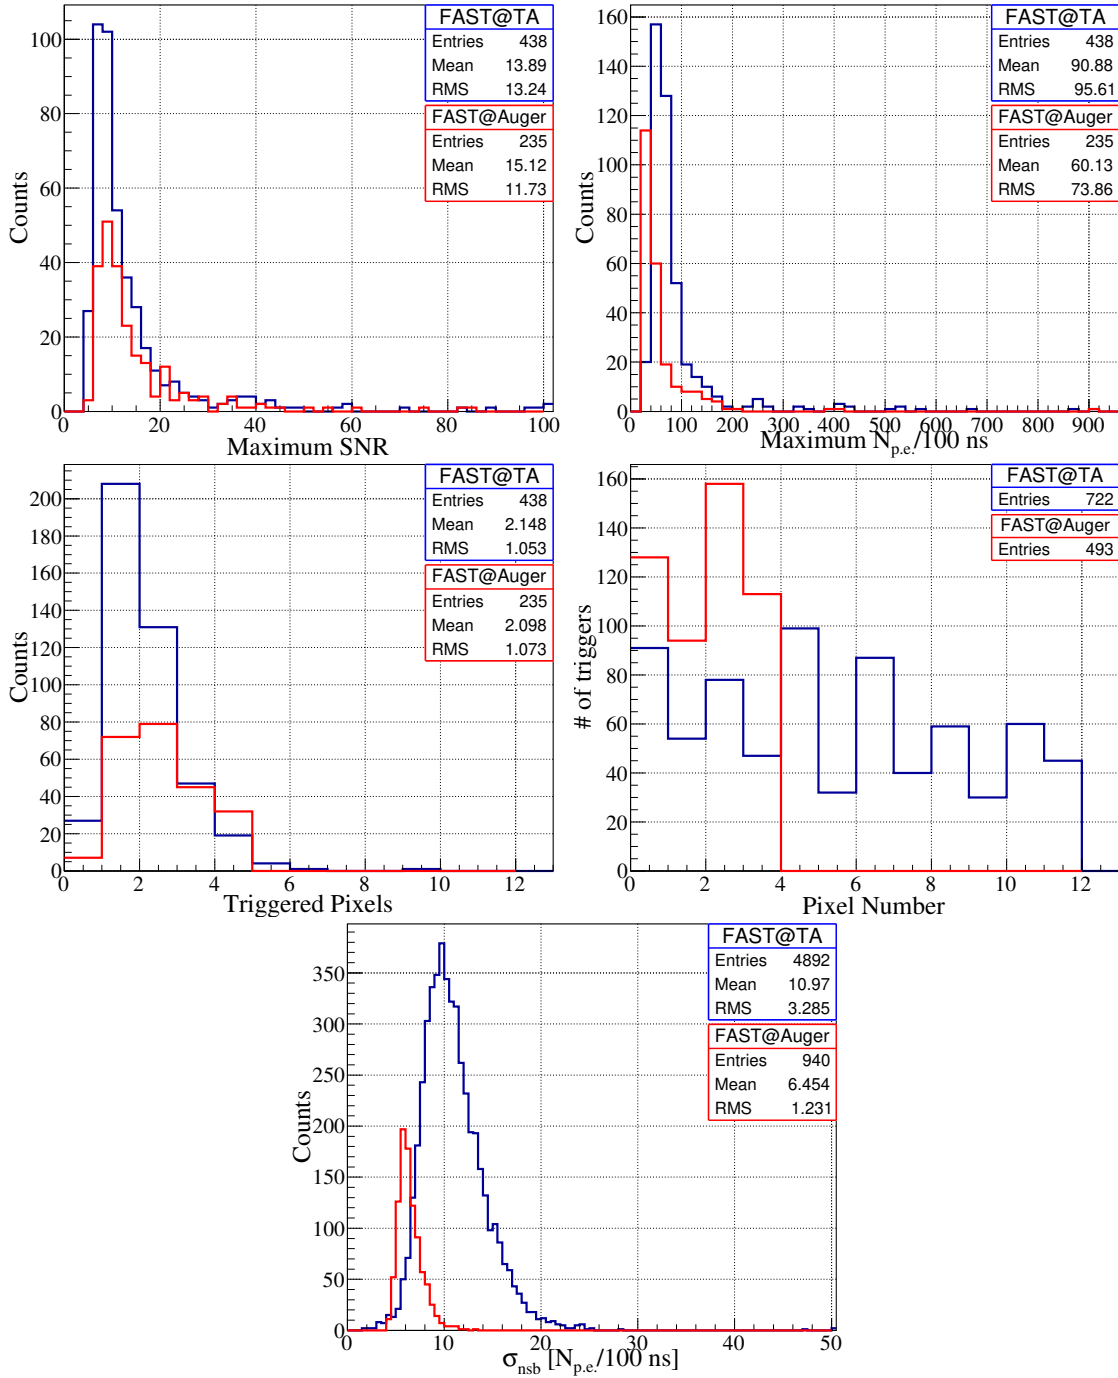 FAST@TA
Entries 438
Mean 13.89
RMS 13.24
FAST@Auger
Entries 235
Mean 15.12
RMS 11.73
Counts
100
80
60
40
20
0
0 20 40 60 80 100
Maximum SNR
FAST@TA
Entries 438
Mean 90.88
RMS 95.61
FAST@Auger
Entries 235
Mean 60.13
RMS 73.86
Counts
160
140
120
100
80
60
40
20
0
0 100 200 300 400 500 600 700 800 900
Maximum N_p.e./100 ns
FAST@TA
Entries 438
Mean 2.148
RMS 1.053
FAST@Auger
Entries 235
Mean 2.098
RMS 1.073
Counts
200
180
160
140
120
100
80
60
40
20
0
0 2 4 6 8 10 12
Triggered Pixels
FAST@TA
Entries 722
FAST@Auger
Entries 493
# of triggers
160
140
120
100
80
60
40
20
0
0 2 4 6 8 10 12
Pixel Number
FAST@TA
Entries 4892
Mean 10.97
RMS 3.285
FAST@Auger
Entries 940
Mean 6.454
RMS 1.231
Counts
350
300
250
200
150
100
50
0
0 10 20 30 40 50
σ_nsb [N_p.e./100 ns]